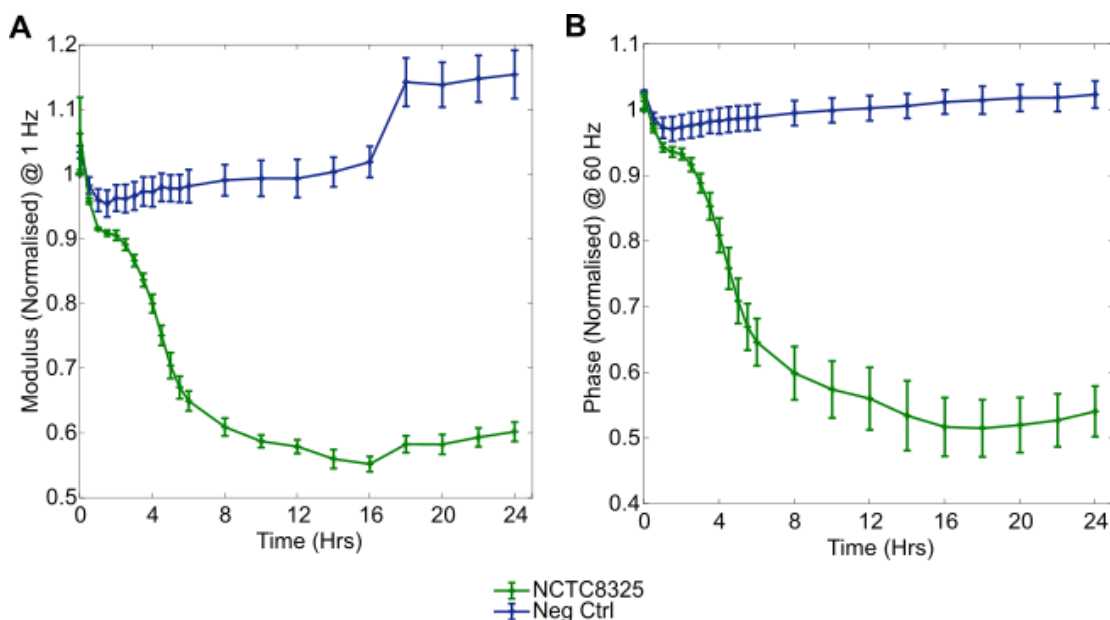 A
Modulus (Normalised) @ 1 Hz
1.2
1.1
1
0.9
0.8
0.7
0.6
0.5
0 4 8 12 16 20 24
Time (Hrs)
B
Phase (Normalised) @ 60 Hz
1.1
1
0.9
0.8
0.7
0.6
0.5
0.4
0 4 8 12 16 20 24
Time (Hrs)
NCTC8325
Neg Ctrl